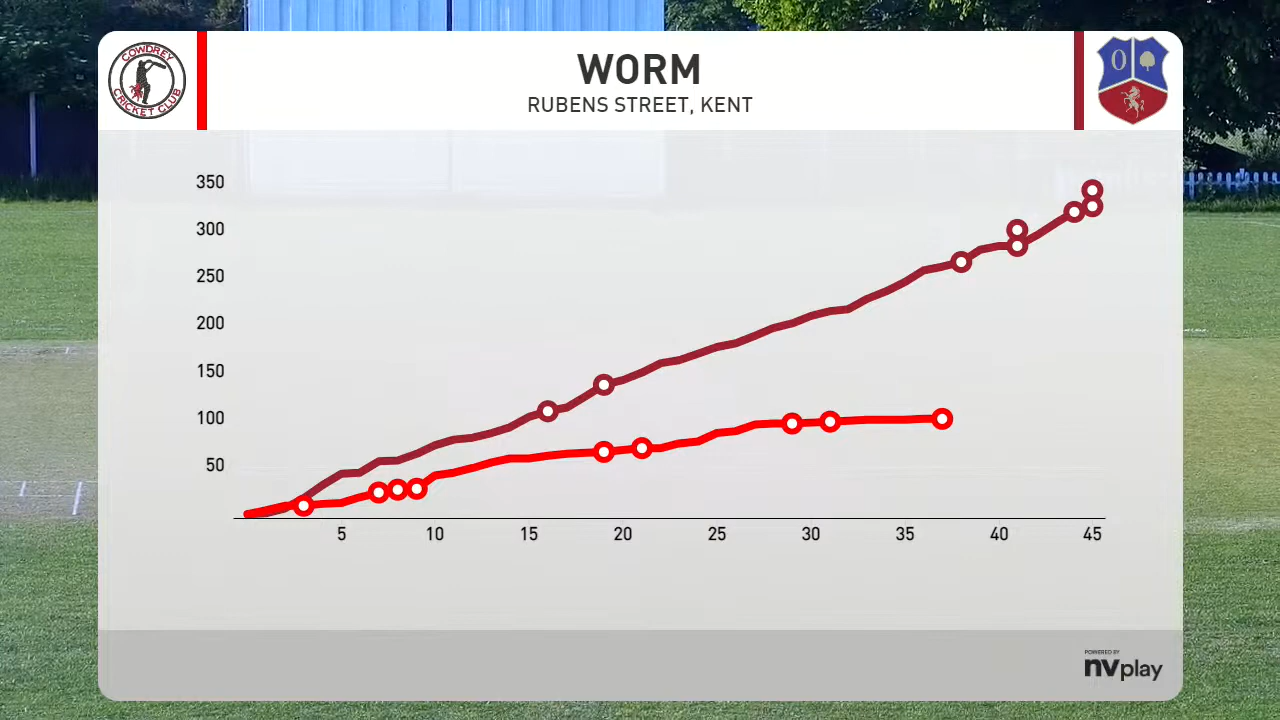 COWDREY
CRICKET CLUB
WORM
RUBENS STREET, KENT
O
350
300
250
200
150
100
50
5 10 15 20 25 30 35 40 45
POWERED BY
nvplay